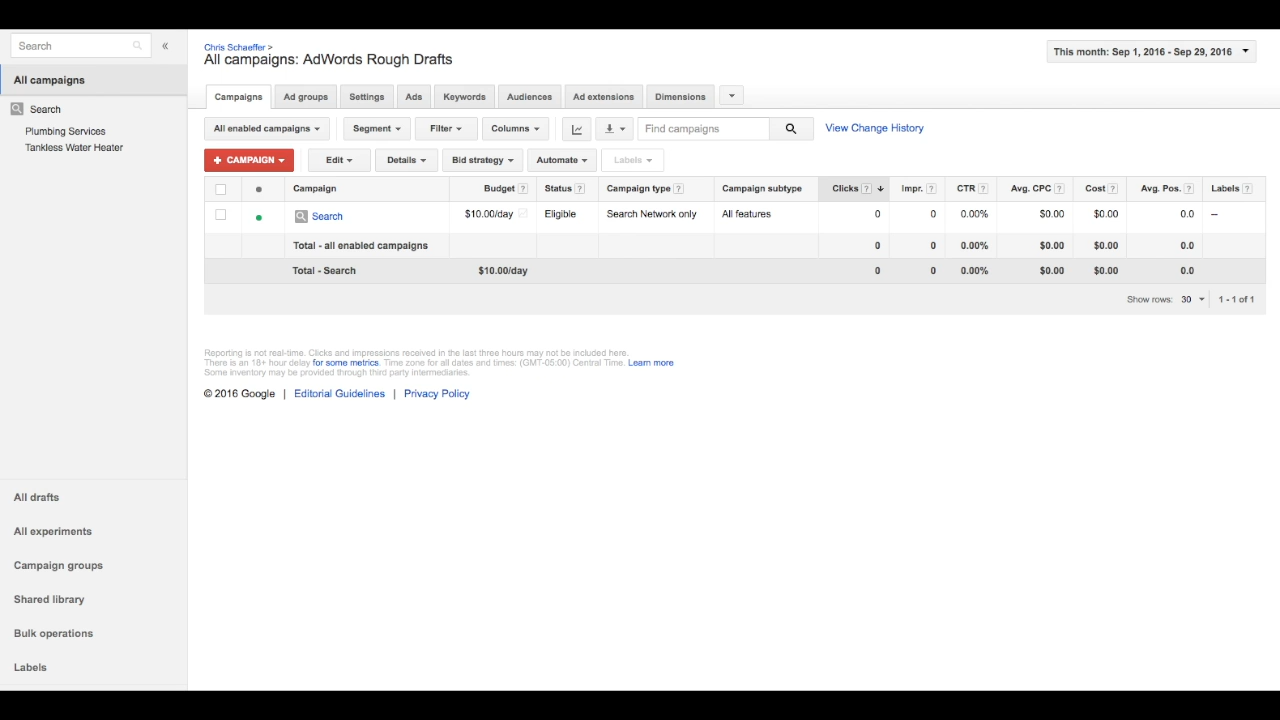 Search
«
Chris Schaeffer >
All campaigns: AdWords Rough Drafts
This month: Sep 1, 2016 - Sep 29, 2016
All campaigns
Search
Plumbing Services
Tankless Water Heater
Campaigns Ad groups Settings Ads Keywords Audiences Ad extensions Dimensions
All enabled campaigns Segment Filter Columns Find campaigns View Change History
+ CAMPAIGN Edit Details Bid strategy Automate Labels
Campaign Budget ? Status ? Campaign type ? Campaign subtype Clicks ? Impr. ? CTR ? Avg. CPC ? Cost ? Avg. Pos. ? Labels ?
Search $10.00/day Eligible Search Network only All features 0 0 0.00% $0.00 $0.00 0.0 –
Total - all enabled campaigns 0 0 0.00% $0.00 $0.00 0.0
Total - Search $10.00/day 0 0 0.00% $0.00 $0.00 0.0
Show rows: 30 1 - 1 of 1
Reporting is not real-time. Clicks and impressions received in the last three hours may not be included here.
There is an 18+ hour delay for some metrics. Time zone for all dates and times: (GMT-05:00) Central Time. Learn more
Some inventory may be provided through third party intermediaries.
© 2016 Google | Editorial Guidelines | Privacy Policy
All drafts
All experiments
Campaign groups
Shared library
Bulk operations
Labels